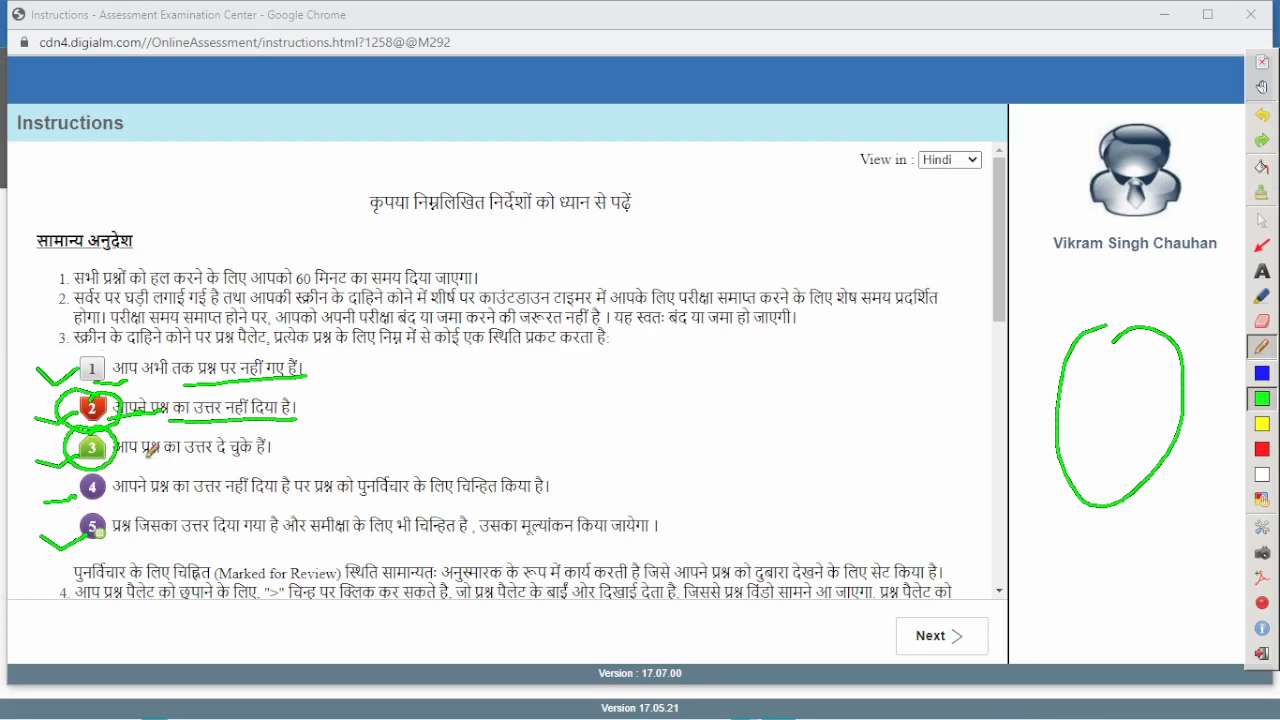 Instructions - Assessment Examination Center - Google Chrome
cdn4.digialm.com//OnlineAssessment/instructions.html?1258@@M292
Instructions
View in : Hindi
कृपया निम्नलिखित निर्देशों को ध्यान से पढ़ें
सामान्य अनुदेश
1. सभी प्रश्नों को हल करने के लिए आपको 60 मिनट का समय दिया जाएगा।
2. सर्वर पर घड़ी लगाई गई है तथा आपकी स्क्रीन के दाहिने कोने में शीर्ष पर काउंटडाउन टाइमर में आपके लिए परीक्षा समाप्त करने के लिए शेष समय प्रदर्शित
होगा। परीक्षा समय समाप्त होने पर, आपको अपनी परीक्षा बंद या जमा करने की जरूरत नहीं है । यह स्वतः बंद या जमा हो जाएगी।
3. स्क्रीन के दाहिने कोने पर प्रश्न पैलेट, प्रत्येक प्रश्न के लिए निम्न में से कोई एक स्थिति प्रकट करता है:
1 आप अभी तक प्रश्न पर नहीं गए हैं।
2 आपने प्रश्न का उत्तर नहीं दिया है।
3 आप प्रश्न का उत्तर दे चुके हैं।
4 आपने प्रश्न का उत्तर नहीं दिया है पर प्रश्न को पुनर्विचार के लिए चिन्हित किया है।
5 प्रश्न जिसका उत्तर दिया गया है और समीक्षा के लिए भी चिन्हित है , उसका मूल्यांकन किया जायेगा ।
पुनर्विचार के लिए चिह्नित (Marked for Review) स्थिति सामान्यतः अनुस्मारक के रूप में कार्य करती है जिसे आपने प्रश्न को दुबारा देखने के लिए सेट किया है।
4. आप प्रश्न पैलेट को छुपाने के लिए, ">" चिन्ह पर क्लिक कर सकते है, जो प्रश्न पैलेट के बाईं ओर दिखाई देता है, जिससे प्रश्न विंडो सामने आ जाएगा. प्रश्न पैलेट को
Next
Vikram Singh Chauhan
Version : 17.07.00
Version 17.05.21